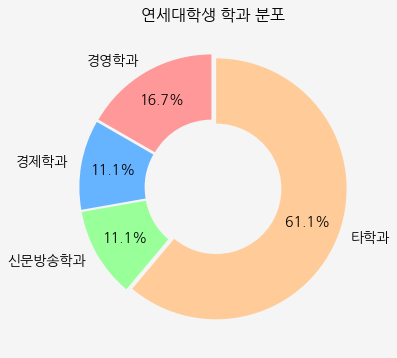 연세대학생 학과 분포
경영학과
16.7%
경제학과
11.1%
61.1%
타학과
11.1%
신문방송학과